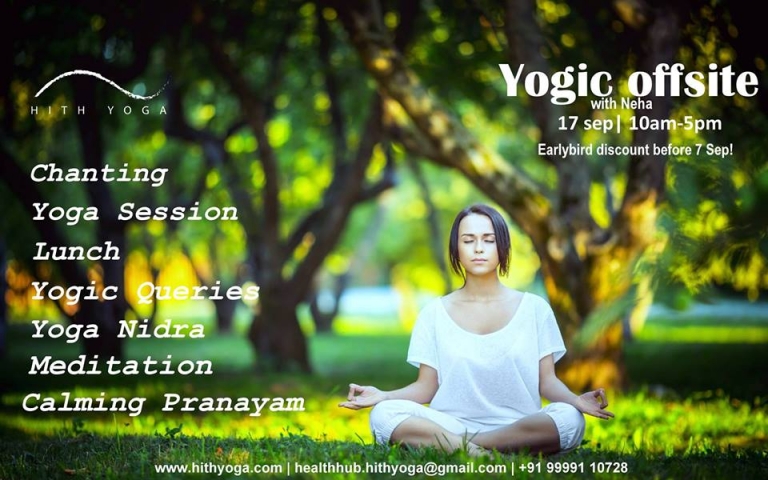 HITH YOGA
Yogic offsite
with Neha
17 sep| 10am-5pm
Earlybird discount before 7 Sep!
Chanting
Yoga Session
Lunch
Yogic Queries
Yoga Nidra
Meditation
Calming Pranayam
www.hithyoga.com | healthhub.hithyoga@gmail.com | +91 99991 10728